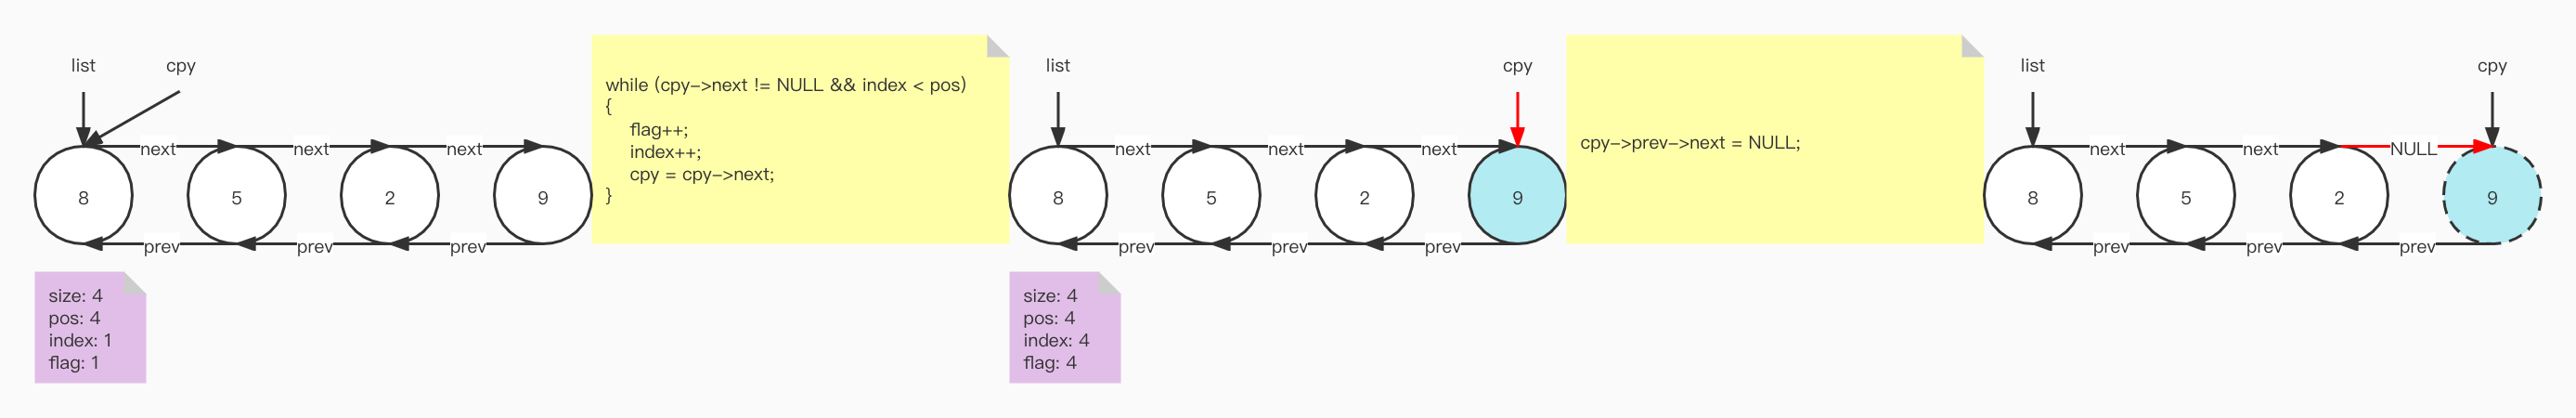 list
cpy
next
next
next
8
5
2
9
prev
prev
prev
size: 4
pos: 4
index: 1
flag: 1
while (cpy->next != NULL && index < pos)
{
flag++;
index++;
cpy = cpy->next;
}
list
cpy
next
next
next
8
5
2
9
prev
prev
prev
size: 4
pos: 4
index: 4
flag: 4
cpy->prev->next = NULL;
list
cpy
next
next
NULL
8
5
2
9
prev
prev
prev